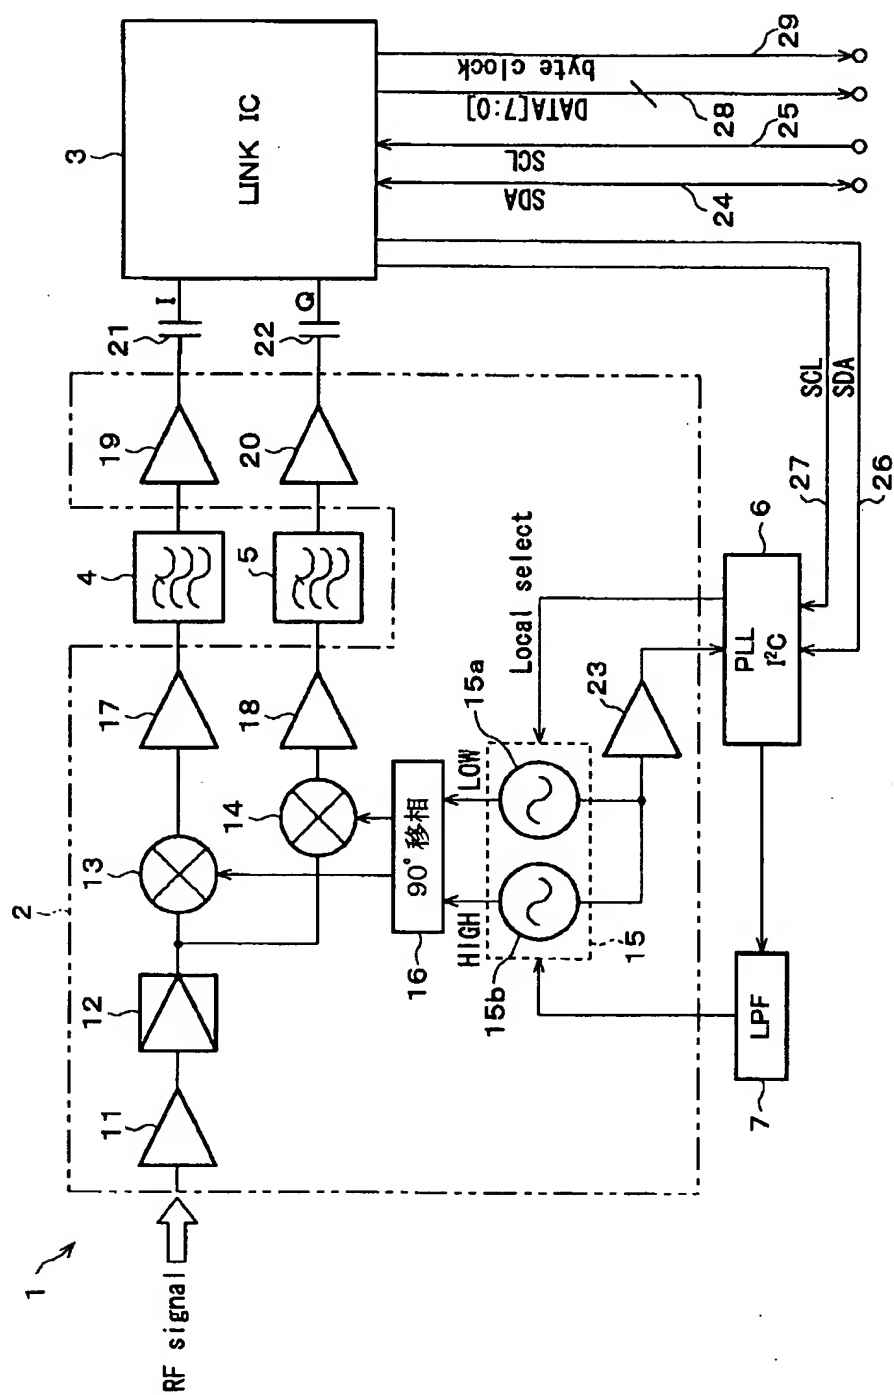 1
RF signal
2
11
12
13
14
17
18
4
5
19
20
21
22
I
Q
3
LINK IC
16
90°移相
HIGH
LOW
15b
15a
15
Local select
23
7
LPF
6
PLL
I²C
27
SCL
SDA
26
SDA
24
SCL
25
DATA[7:0]
28
byte clock
29